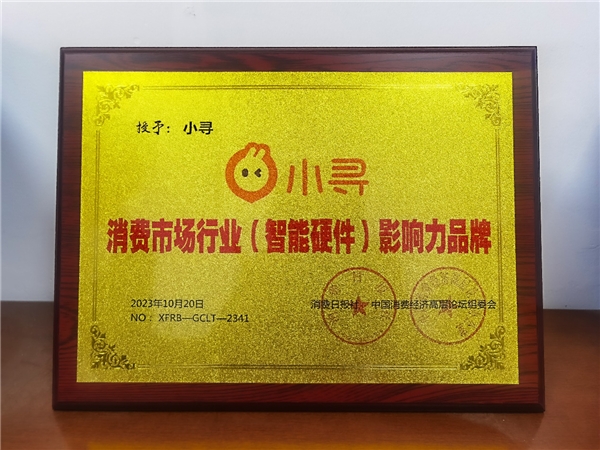 授予：小寻
小寻
消费市场行业（智能硬件）影响力品牌
2023年10月20日
NO：XFRB—GCLT—2341
消费日报社 中国消费经济高层论坛组委会